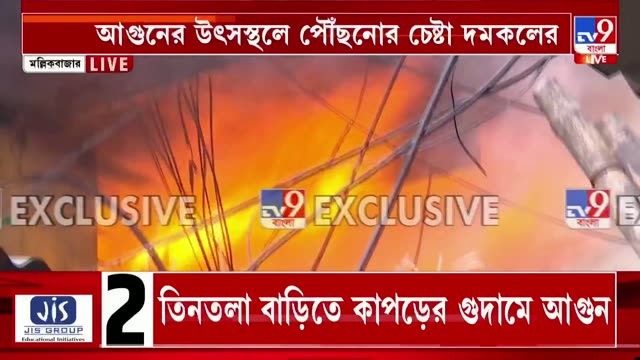 আগুনের উৎসস্থলে পৌঁছনোর চেষ্টা দমকলের
TV9
বাংলা
LIVE
মল্লিকবাজার LIVE
EXCLUSIVE TV9 বাংলা EXCLUSIVE TV9 বাংলা
JIS
JIS GROUP
Educational Initiatives
2 তিনতলা বাড়িতে কাপড়ের গুদামে আগুন